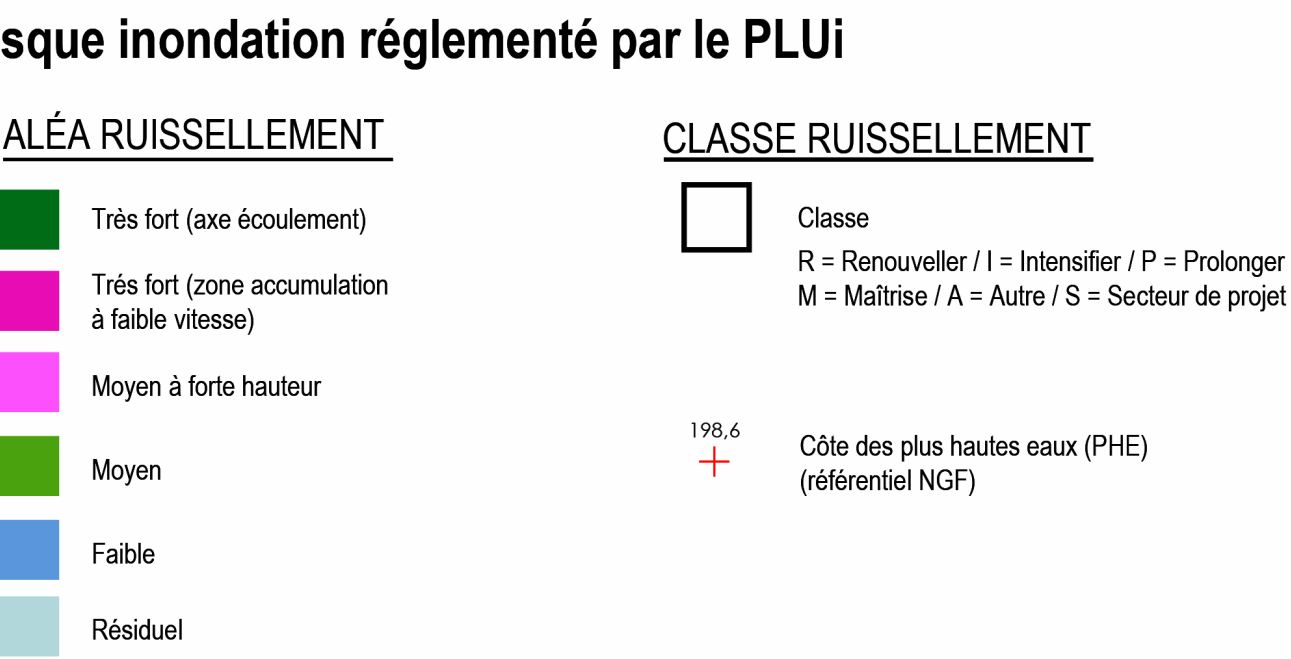 sque inondation réglementé par le PLUi
ALÉA RUISSELLEMENT
Très fort (axe écoulement)
Trés fort (zone accumulation
à faible vitesse)
Moyen à forte hauteur
Moyen
Faible
Résiduel
CLASSE RUISSELLEMENT
Classe
R = Renouveller / I = Intensifier / P = Prolonger
M = Maîtrise / A = Autre / S = Secteur de projet
198,6
Côte des plus hautes eaux (PHE)
(référentiel NGF)